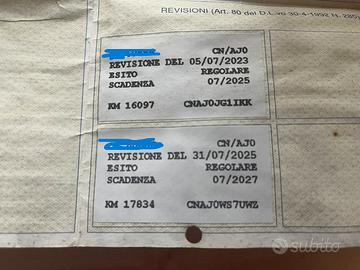 REVISIONI (Art. 80 del D.L.vo 30-4-1992 N. 285)
CN/AJ0
REVISIONE DEL 05/07/2023
ESITO REGOLARE
SCADENZA 07/2025
KM 16097 CNAJ0JG1IKK
CN/AJ0
REVISIONE DEL 31/07/2025
ESITO REGOLARE
SCADENZA 07/2027
KM 17834 CNAJ0WS7UWZ
subito